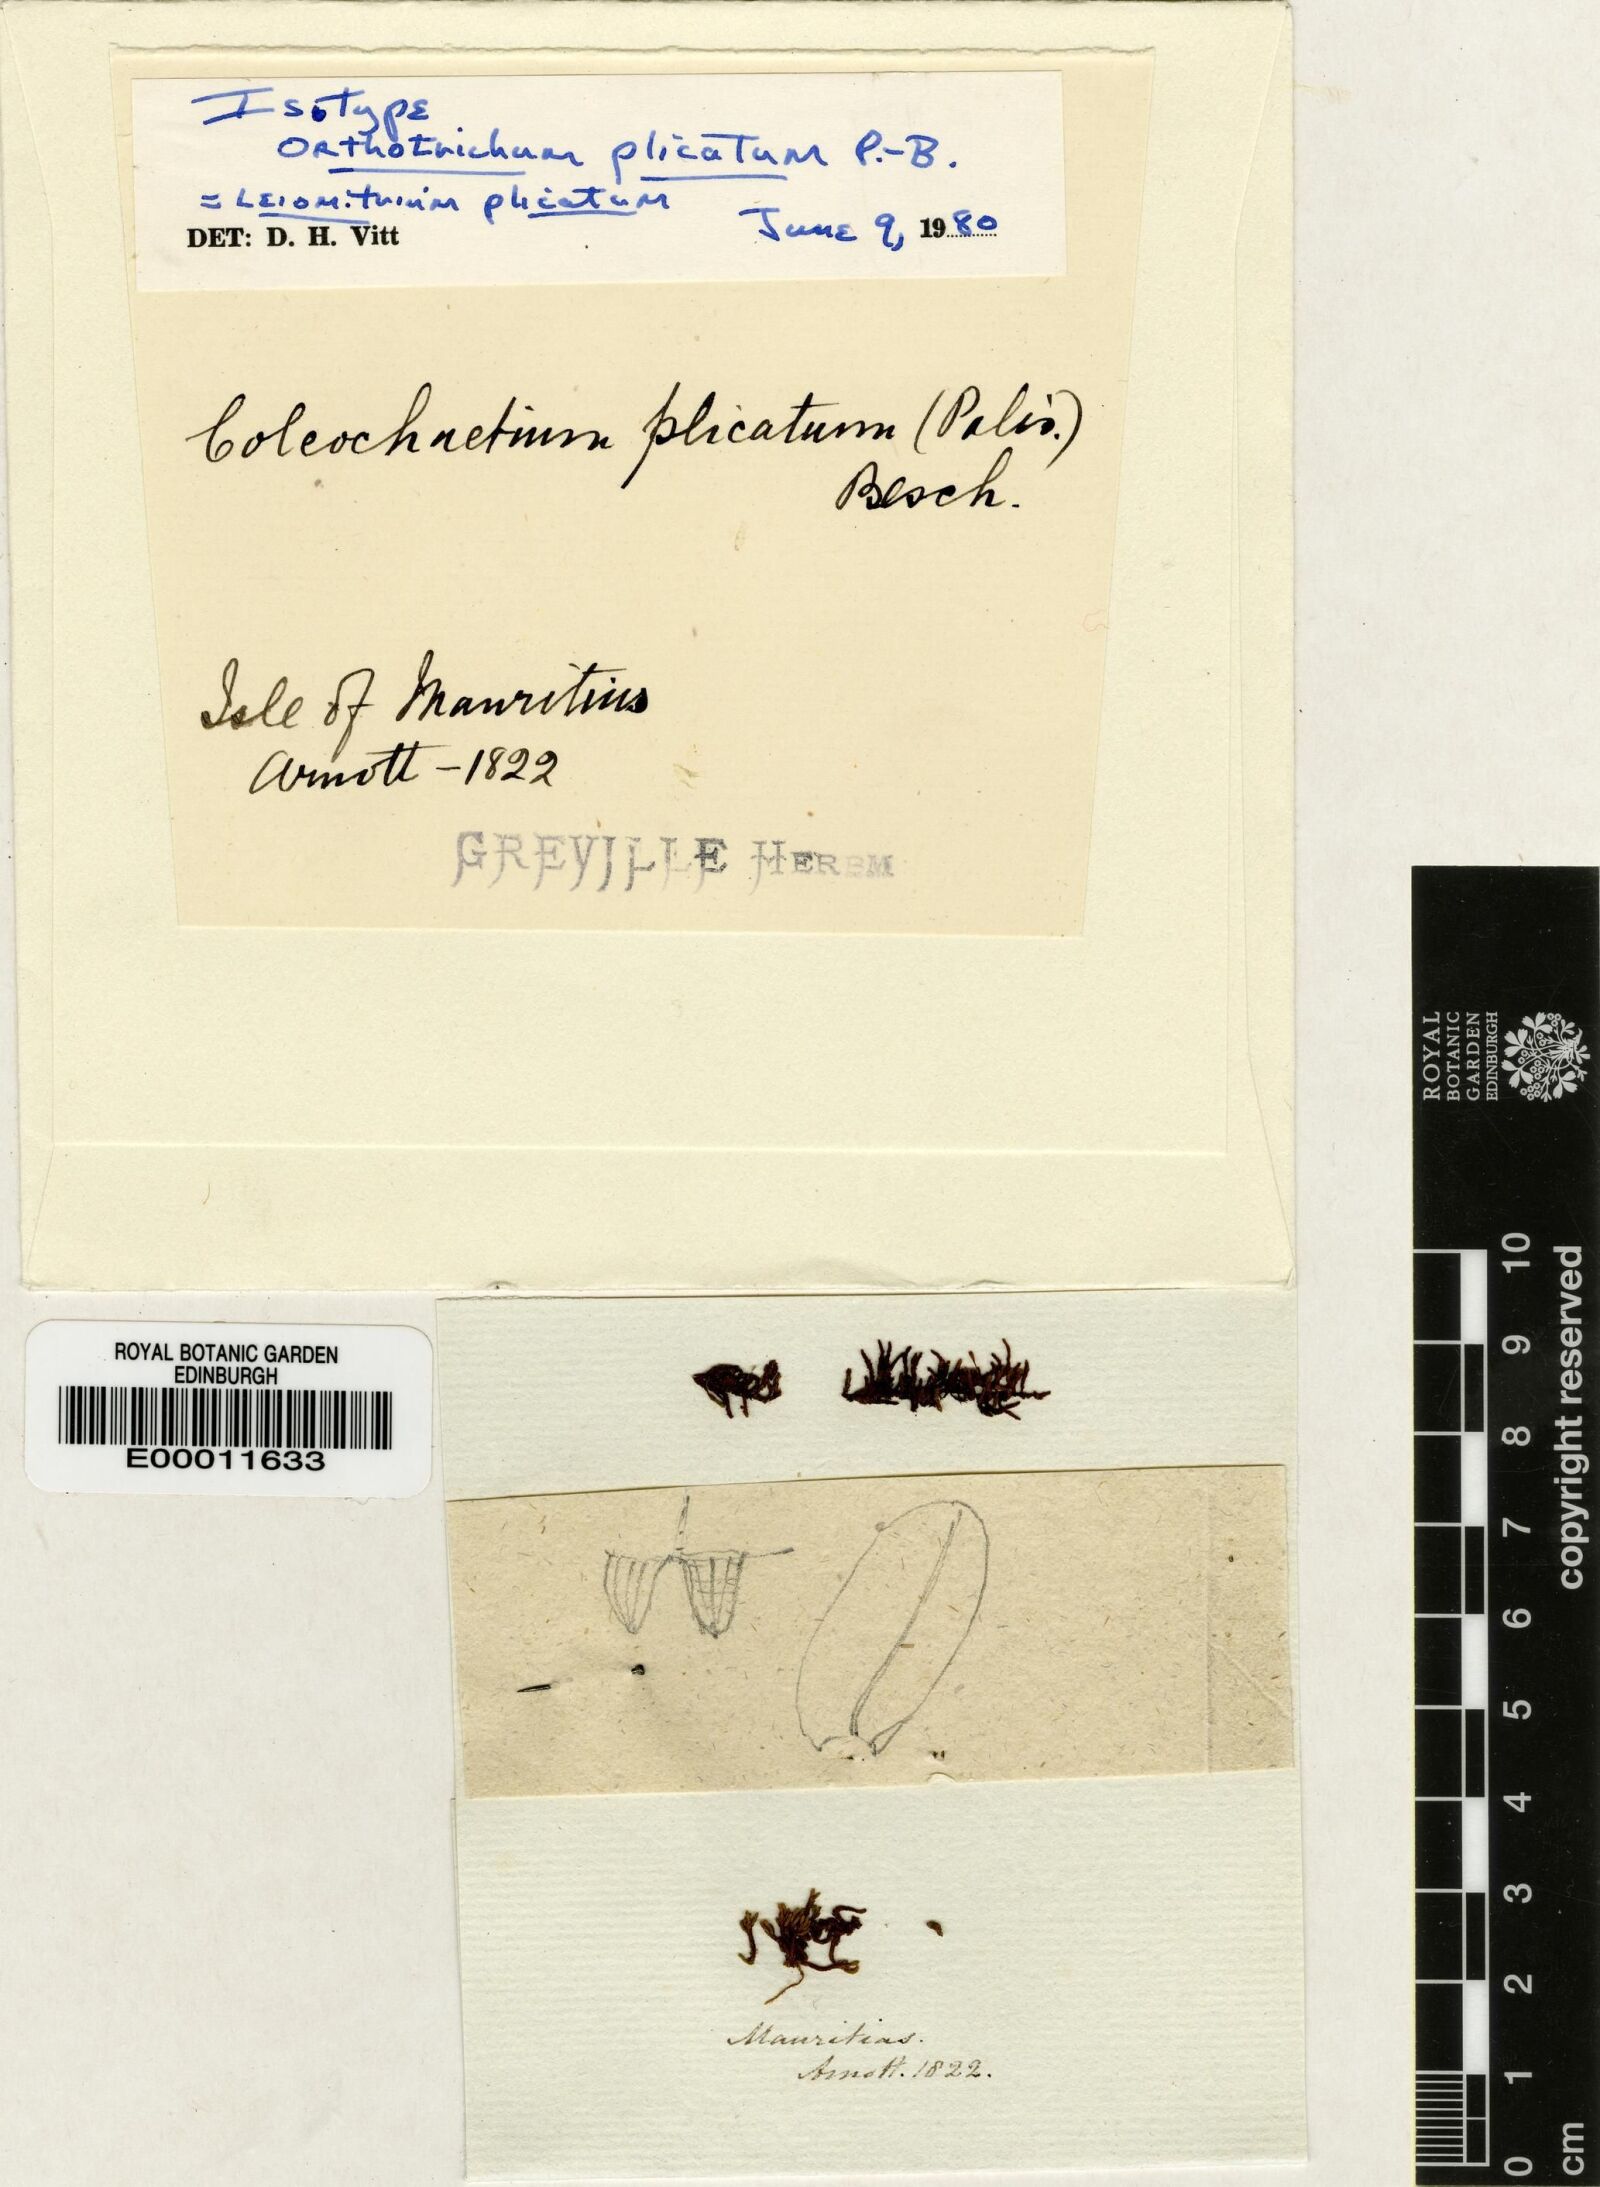 Isotype
Orthotrichum plicatum P.-B.
= Leiomitrium plicatum
DET: D. H. Vitt June 9, 1980
Coleochaetium plicatum (Palis.)
Besch.
Isle of Mauritius
Arnott - 1822
GREVILLE HERBM
ROYAL BOTANIC GARDEN
EDINBURGH
E00011633
Mauritias.
Arnott. 1822.
ROYAL
BOTANIC
GARDEN
EDINBURGH
10
9
8
7
6
5
4
3
2
1
0
cm
copyright reserved